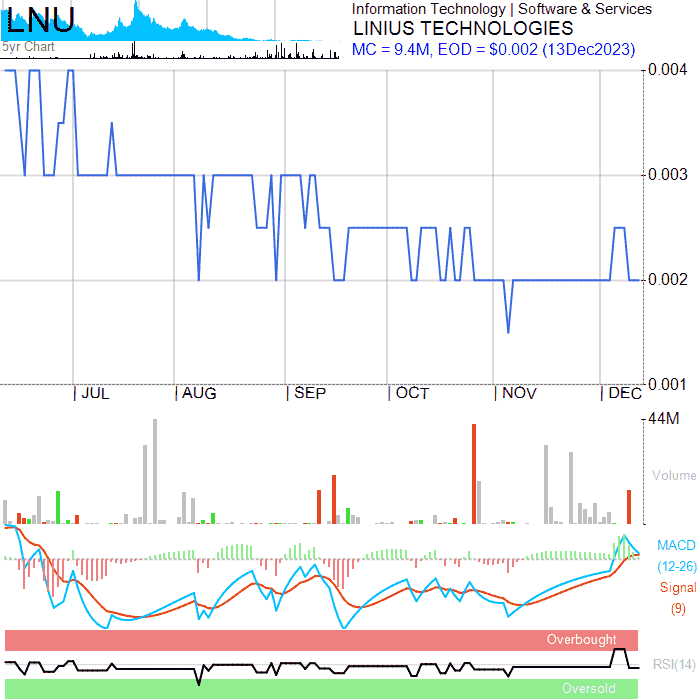 LNU
5yr Chart
Information Technology | Software & Services
LINIUS TECHNOLOGIES
MC = 9.4M, EOD = $0.002 (13Dec2023)
0.004
0.003
0.002
0.001
| JUL | AUG | SEP | OCT | NOV | DEC
44M
Volume
MACD
(12-26)
Signal
(9)
Overbought
RSI(14)
Oversold